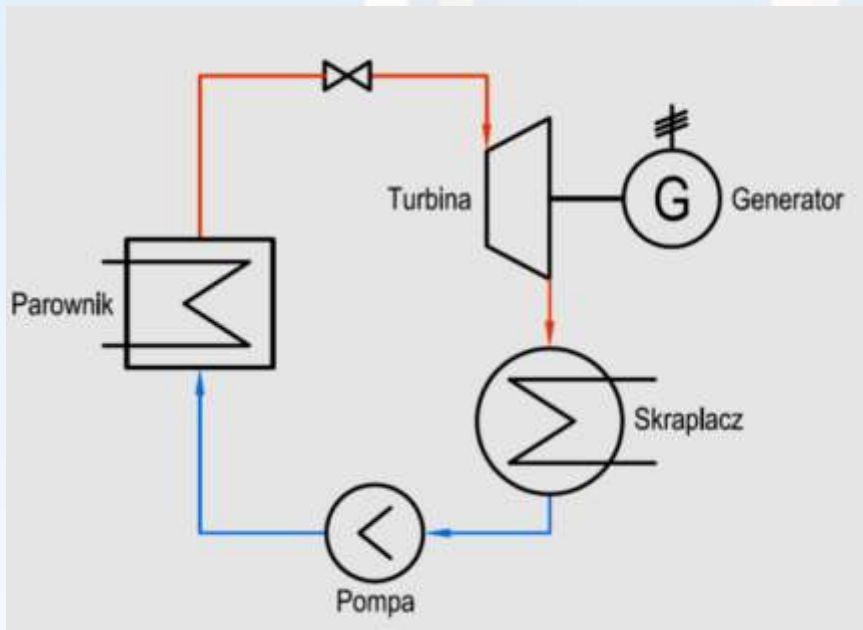 Turbina
G
Generator
Parownik
Skraplacz
Pompa